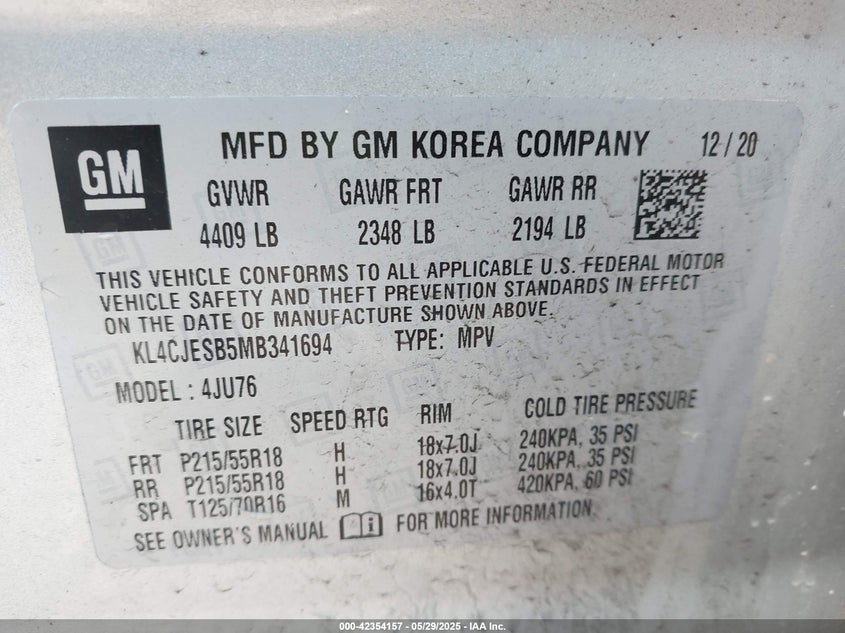 GM
MFD BY GM KOREA COMPANY 12/20
GVWR GAWR FRT GAWR RR
4409 LB 2348 LB 2194 LB
THIS VEHICLE CONFORMS TO ALL APPLICABLE U.S. FEDERAL MOTOR
VEHICLE SAFETY AND THEFT PREVENTION STANDARDS IN EFFECT
ON THE DATE OF MANUFACTURE SHOWN ABOVE.
KL4CJESB5MB341694 TYPE: MPV
MODEL: 4JU76
TIRE SIZE SPEED RTG RIM COLD TIRE PRESSURE
FRT P215/55R18 H 18x7.0J 240KPA, 35 PSI
RR P215/55R18 H 18x7.0J 240KPA, 35 PSI
SPA T125/70R16 M 16x4.0T 420KPA, 60 PSI
SEE OWNER'S MANUAL FOR MORE INFORMATION.
000-42354157 - 05/29/2025 - IAA Inc.